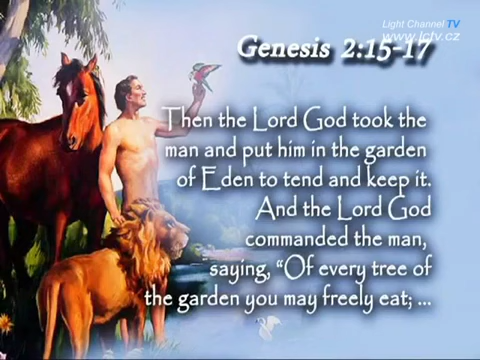 Light Channel TV
www.lctv.cz
Genesis 2:15-17
Then the Lord God took the
man and put him in the garden
of Eden to tend and keep it.
And the Lord God
commanded the man,
saying, “Of every tree of
the garden you may freely eat; ...